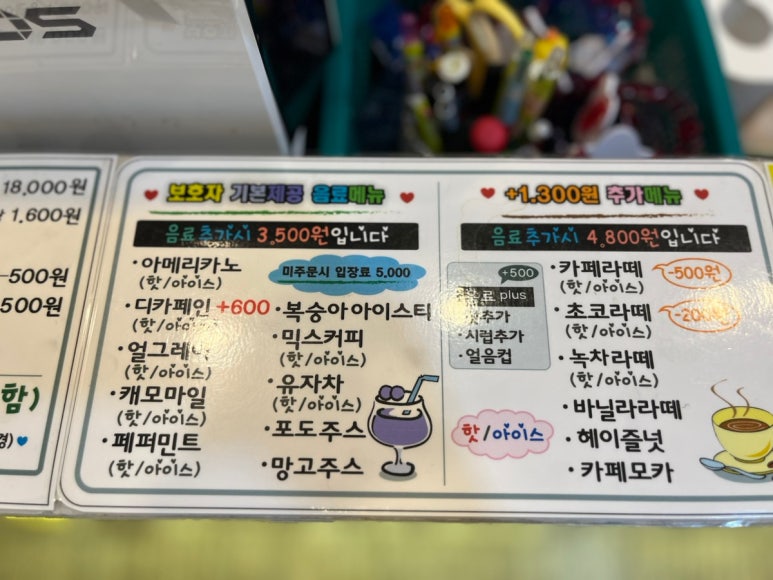 18,000원
1,600원
500원
500원
함)
보호자 기본제공 음료메뉴
음료추가시 3,500원입니다
미주문시 입장료 5,000
·아메리카노
(핫/아이스)
·디카페인 +600
(핫/아이스)
·얼그레이
(핫/아이스)
·캐모마일
(핫/아이스)
·페퍼민트
(핫/아이스)
·복숭아아이스티
·믹스커피
(핫/아이스)
·유자차
(핫/아이스)
·포도주스
·망고주스
+1,300원 추가메뉴
음료추가시 4,800원입니다
+500
plus
·시럽추가
·얼음컵
핫/아이스
·카페라떼 -500원
(핫/아이스)
·초코라떼
(핫/아이스)
·녹차라떼
(핫/아이스)
·바닐라라떼
·헤이즐넛
·카페모카